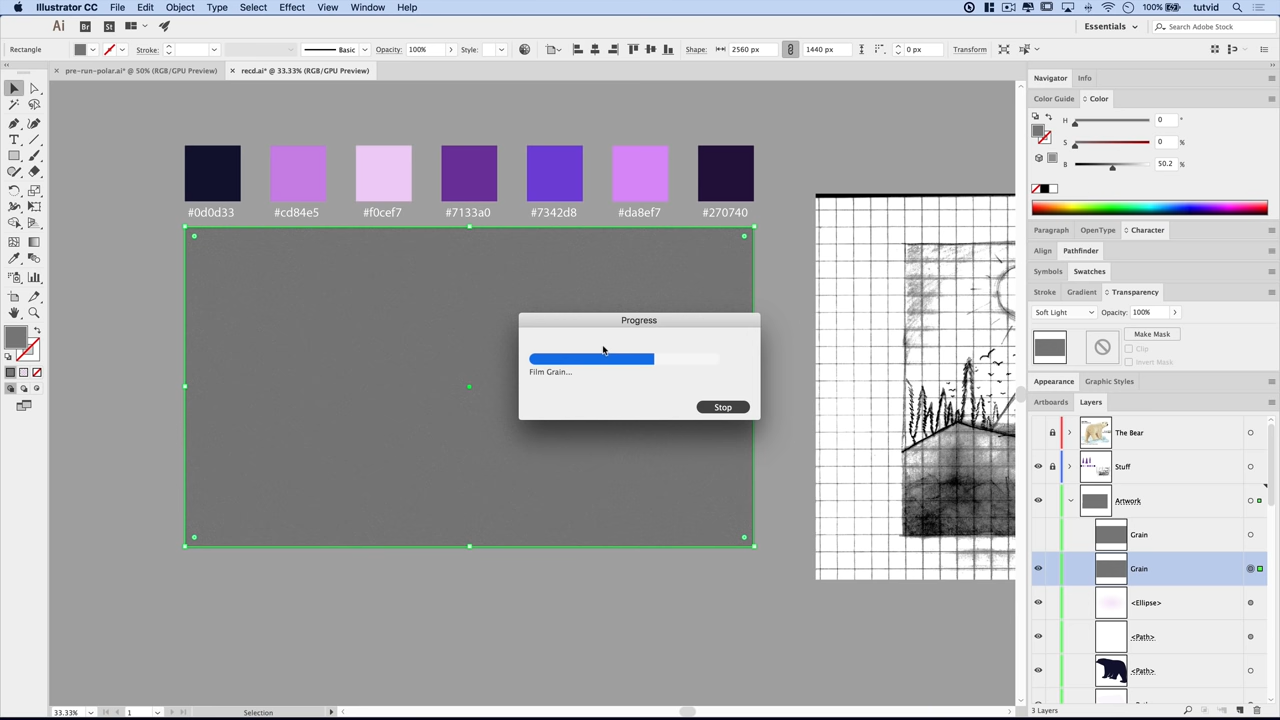 Illustrator CC File Edit Object Type Select Effect View Window Help 100% tutvid
Ai Br St Essentials Search Adobe Stock
Rectangle Stroke: Basic Opacity: 100% Style: Shape: 2560 px 1440 px 0 px Transform
× pre-run-polar.ai* @ 50% (RGB/GPU Preview) × recd.ai* @ 33.33% (RGB/GPU Preview)
Navigator Info
Color Guide Color
H 0 °
S 0 %
B 50.2 %
#0d0d33 #cd84e5 #f0cef7 #7133a0 #7342d8 #da8ef7 #270740
Paragraph OpenType Character
Align Pathfinder
Symbols Swatches
Stroke Gradient Transparency
Soft Light Opacity: 100%
Make Mask
Clip
Invert Mask
Progress
Film Grain...
Stop
Appearance Graphic Styles
Artboards Layers
The Bear
Stuff
Artwork
Grain
Grain
<Ellipse>
<Path>
<Path>
3 Layers
33.33% 1 Selection